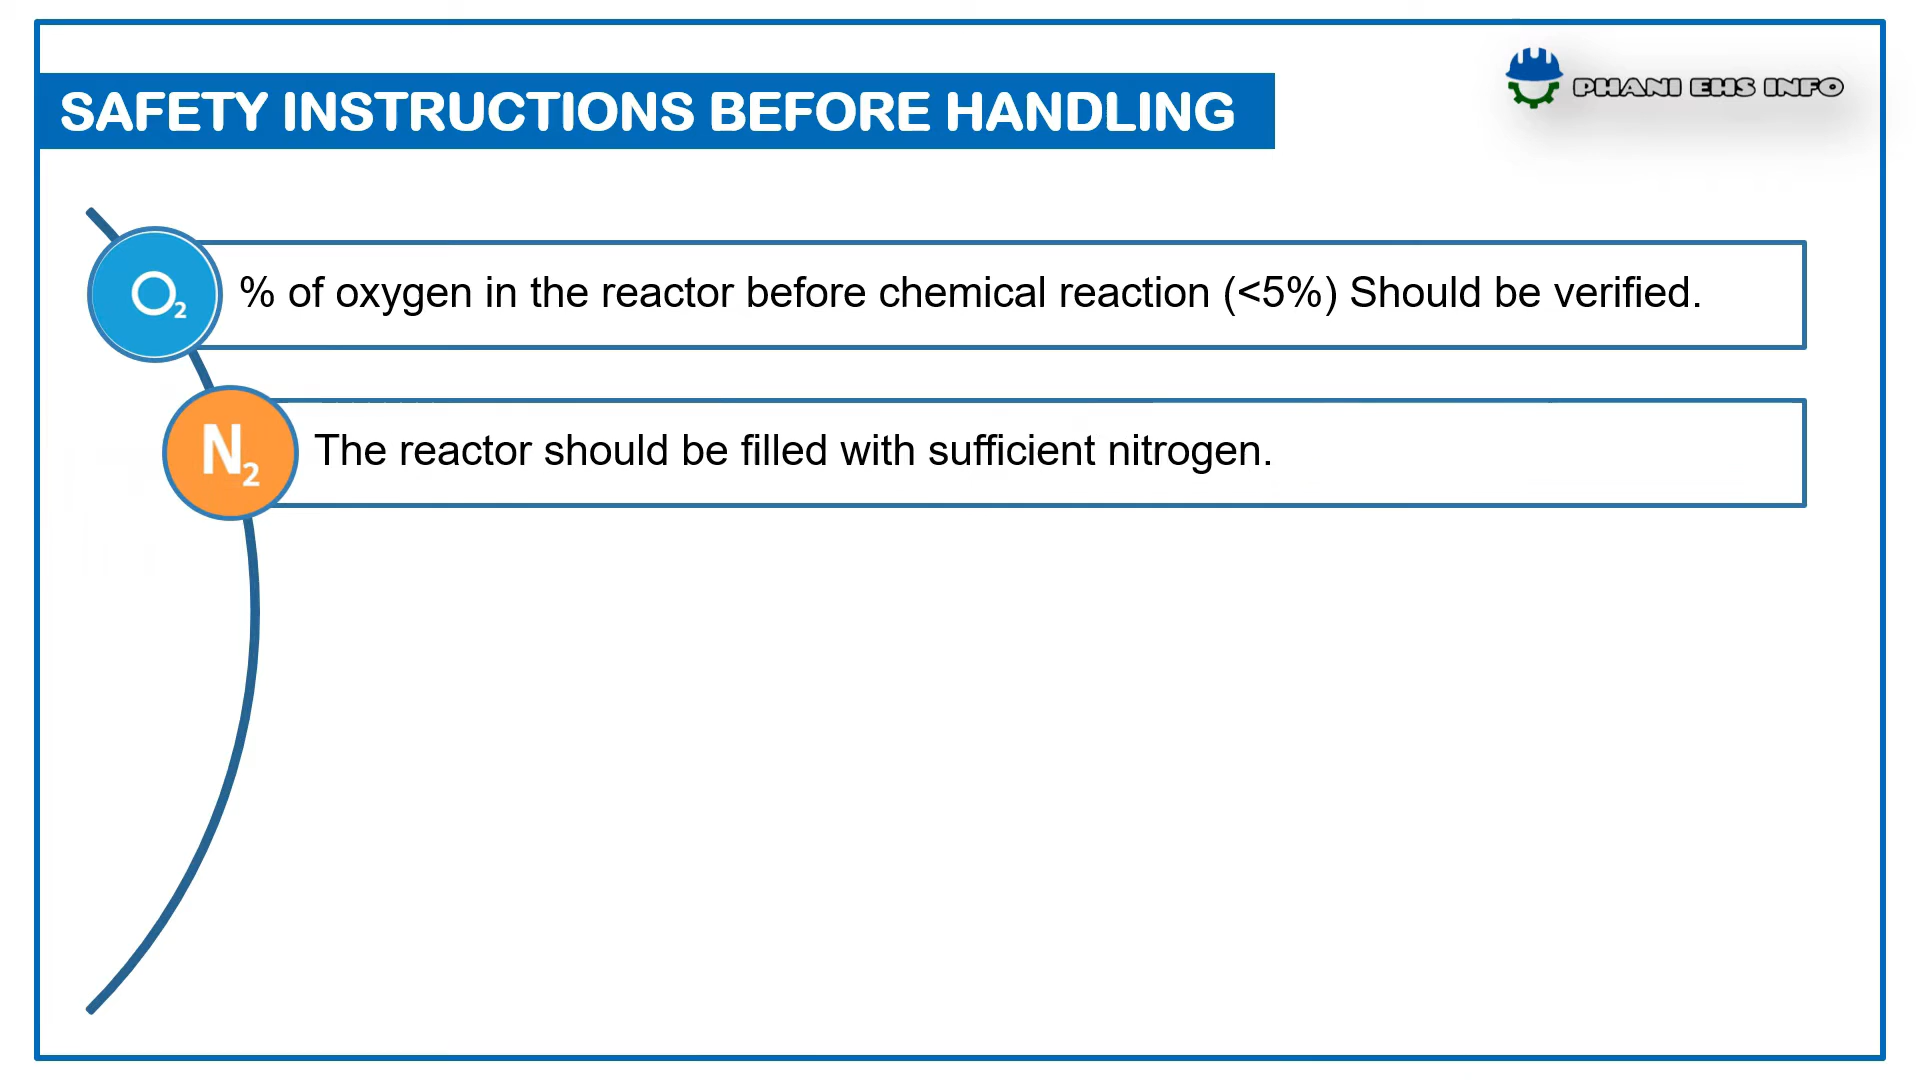 SAFETY INSTRUCTIONS BEFORE HANDLING
PHANI EHS INFO
O2
% of oxygen in the reactor before chemical reaction (<5%) Should be verified.
N2
The reactor should be filled with sufficient nitrogen.